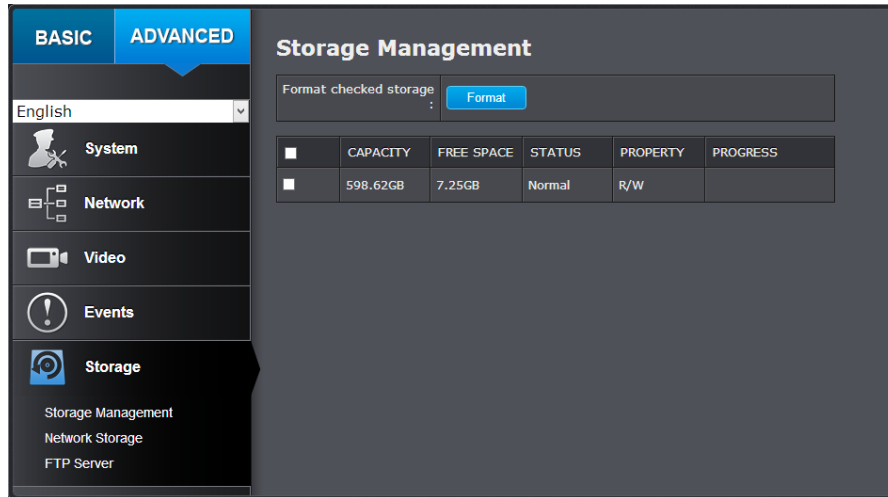 BASIC ADVANCED
English
System
Network
Video
Events
Storage
Storage Management
Network Storage
FTP Server
Storage Management
Format checked storage
:
Format
CAPACITY FREE SPACE STATUS PROPERTY PROGRESS
598.62GB 7.25GB Normal R/W